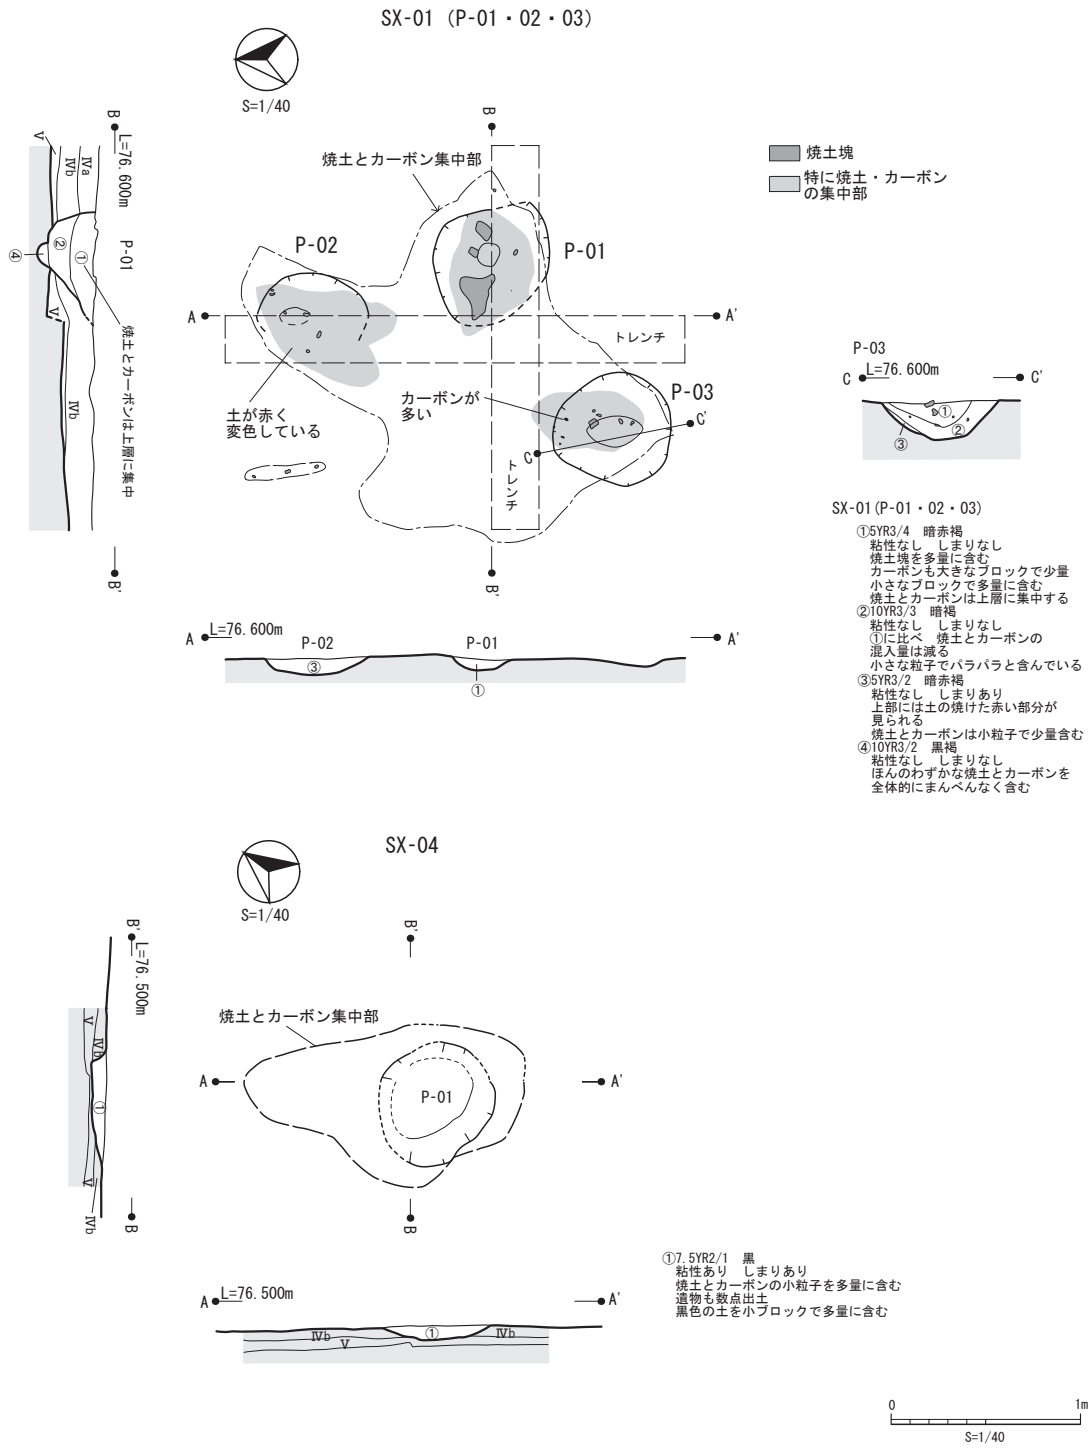 SX-01 (P-01・02・03)
S=1/40
B
L=76.600m
Ⅴ
Ⅳb
Ⅳa
P-01
②
①
④
Ⅴ
焼土とカーボンは上層に集中
Ⅳb
B'
B
焼土とカーボン集中部
P-02
P-01
A
A'
トレンチ
土が赤く
変色している
カーボンが
多い
P-03
C'
C
トレンチ
B'
焼土塊
特に焼土・カーボン
の集中部
P-03
C
L=76.600m
C'
①
②
③
A
L=76.600m
P-02
P-01
A'
③
①
SX-01(P-01・02・03)
①5YR3/4 暗赤褐
粘性なし しまりなし
焼土塊を多量に含む
カーボンも大きなブロックで少量
小さなブロックで多量に含む
焼土とカーボンは上層に集中する
②10YR3/3 暗褐
粘性なし しまりなし
①に比べ 焼土とカーボンの
混入量は減る
小さな粒子でパラパラと含んでいる
③5YR3/2 暗赤褐
粘性なし しまりあり
上部には土の焼けた赤い部分が
見られる
焼土とカーボンは小粒子で少量含む
④10YR3/2 黒褐
粘性なし しまりなし
ほんのわずかな焼土とカーボンを
全体的にまんべんなく含む
SX-04
S=1/40
B'
L=76.500m
Ⅴ
Ⅳb
①
Ⅴ
Ⅳb
B
B'
焼土とカーボン集中部
A
P-01
A'
B
A
L=76.500m
A'
Ⅳb
Ⅴ
①
Ⅳb
①7.5YR2/1 黒
粘性あり しまりあり
焼土とカーボンの小粒子を多量に含む
遺物も数点出土
黒色の土を小ブロックで多量に含む
0
1m
S=1/40